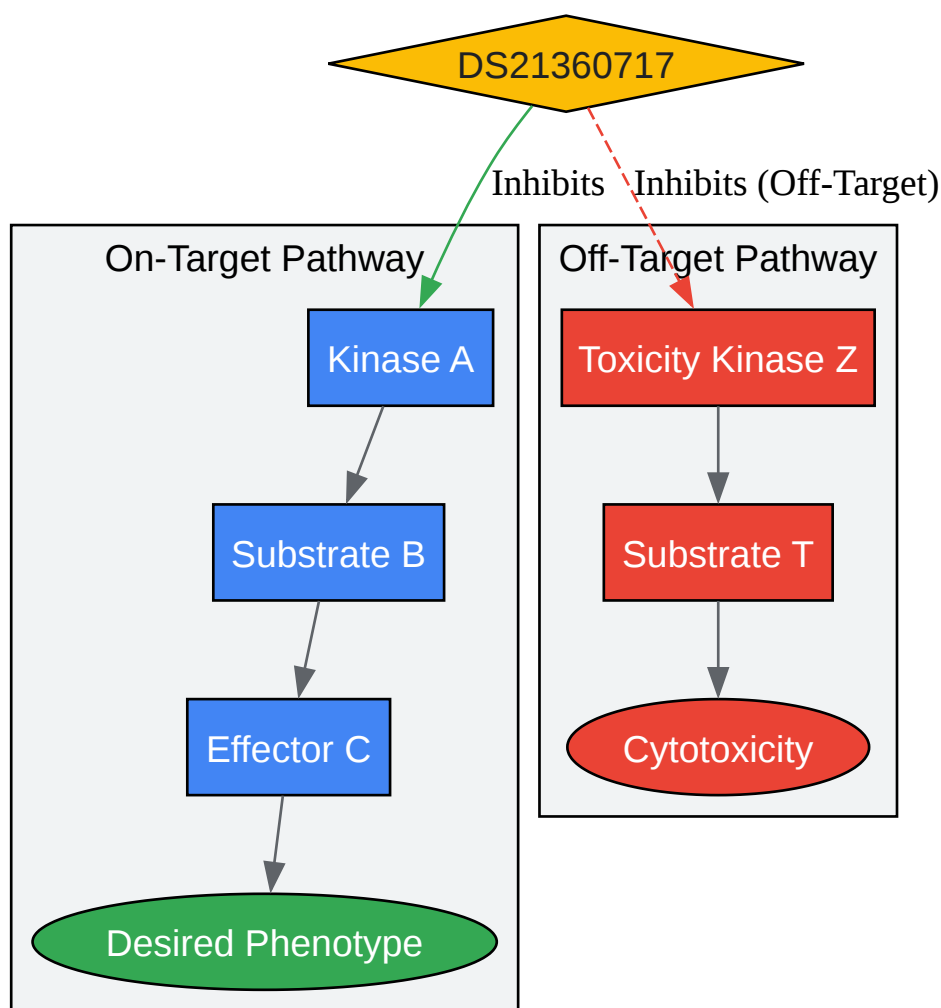 DS21360717
Inhibits
Inhibits (Off-Target)
On-Target Pathway
Off-Target Pathway
Kinase A
Toxicity Kinase Z
Substrate B
Substrate T
Effector C
Cytotoxicity
Desired Phenotype